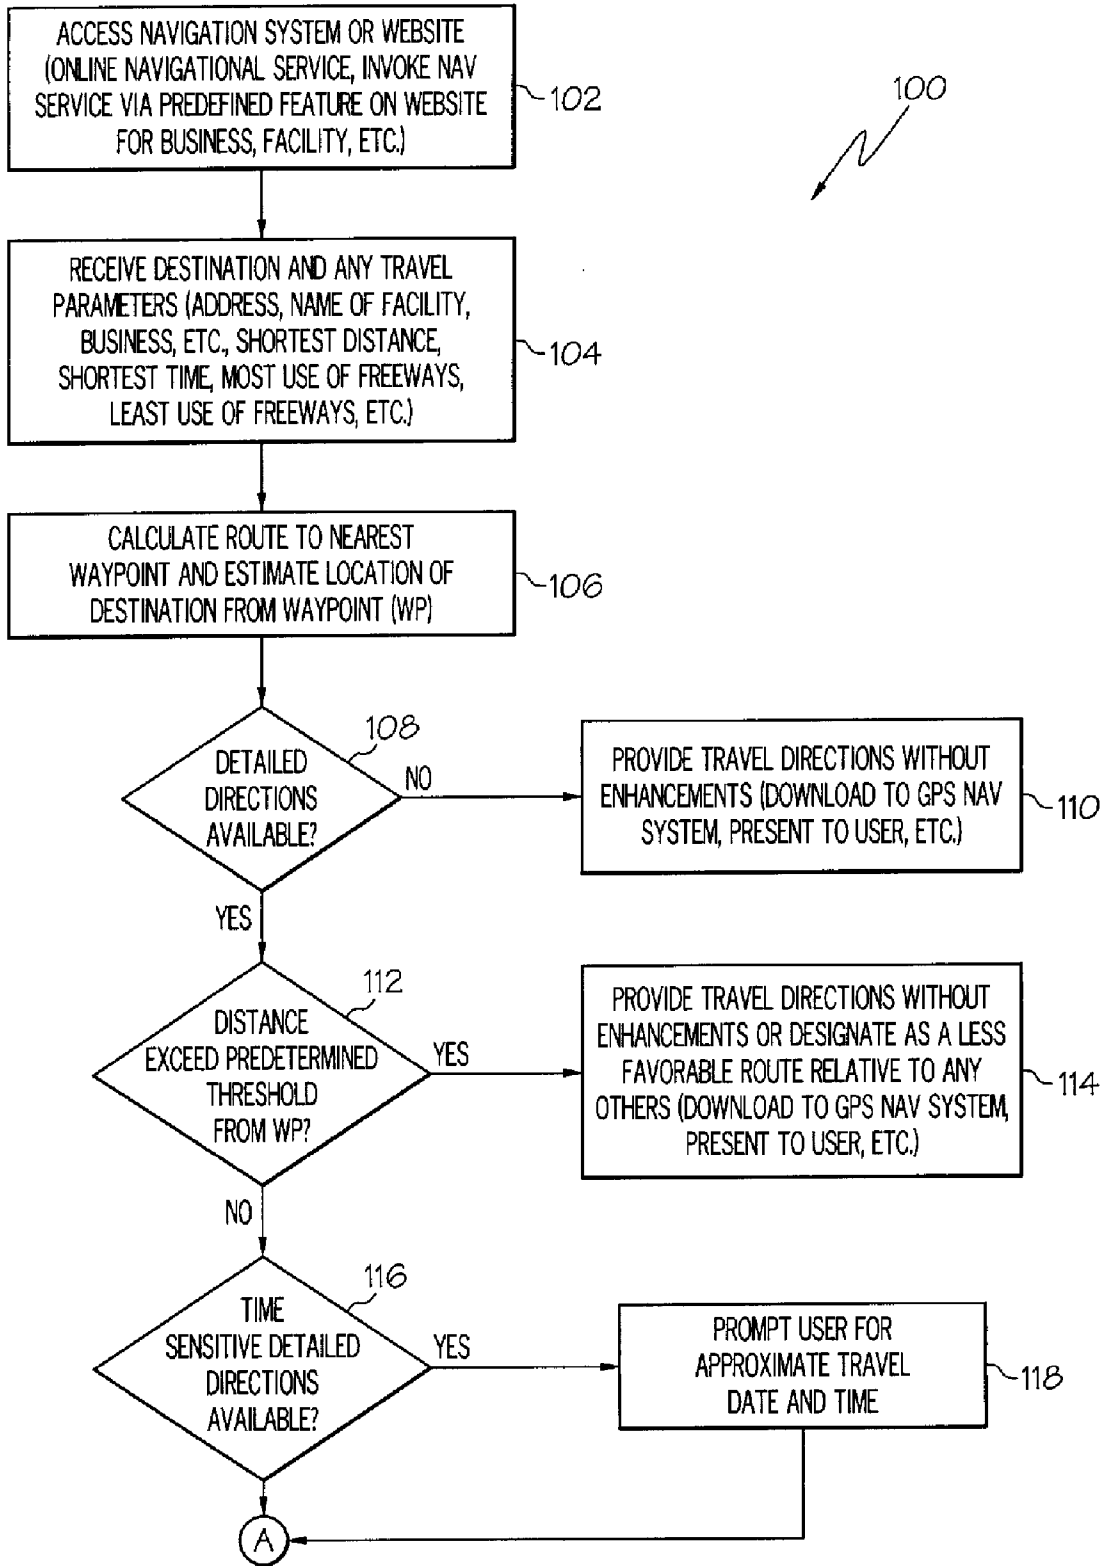 ACCESS NAVIGATION SYSTEM OR WEBSITE
(ONLINE NAVIGATIONAL SERVICE, INVOKE NAV
SERVICE VIA PREDEFINED FEATURE ON WEBSITE
FOR BUSINESS, FACILITY, ETC.)
102
100
RECEIVE DESTINATION AND ANY TRAVEL
PARAMETERS (ADDRESS, NAME OF FACILITY,
BUSINESS, ETC., SHORTEST DISTANCE,
SHORTEST TIME, MOST USE OF FREEWAYS,
LEAST USE OF FREEWAYS, ETC.)
104
CALCULATE ROUTE TO NEAREST
WAYPOINT AND ESTIMATE LOCATION OF
DESTINATION FROM WAYPOINT (WP)
106
108
DETAILED
DIRECTIONS
AVAILABLE?
NO
PROVIDE TRAVEL DIRECTIONS WITHOUT
ENHANCEMENTS (DOWNLOAD TO GPS NAV
SYSTEM, PRESENT TO USER, ETC.)
110
YES
112
DISTANCE
EXCEED PREDETERMINED
THRESHOLD
FROM WP?
YES
PROVIDE TRAVEL DIRECTIONS WITHOUT
ENHANCEMENTS OR DESIGNATE AS A LESS
FAVORABLE ROUTE RELATIVE TO ANY
OTHERS (DOWNLOAD TO GPS NAV SYSTEM,
PRESENT TO USER, ETC.)
114
NO
116
TIME
SENSITIVE DETAILED
DIRECTIONS
AVAILABLE?
YES
PROMPT USER FOR
APPROXIMATE TRAVEL
DATE AND TIME
118
A